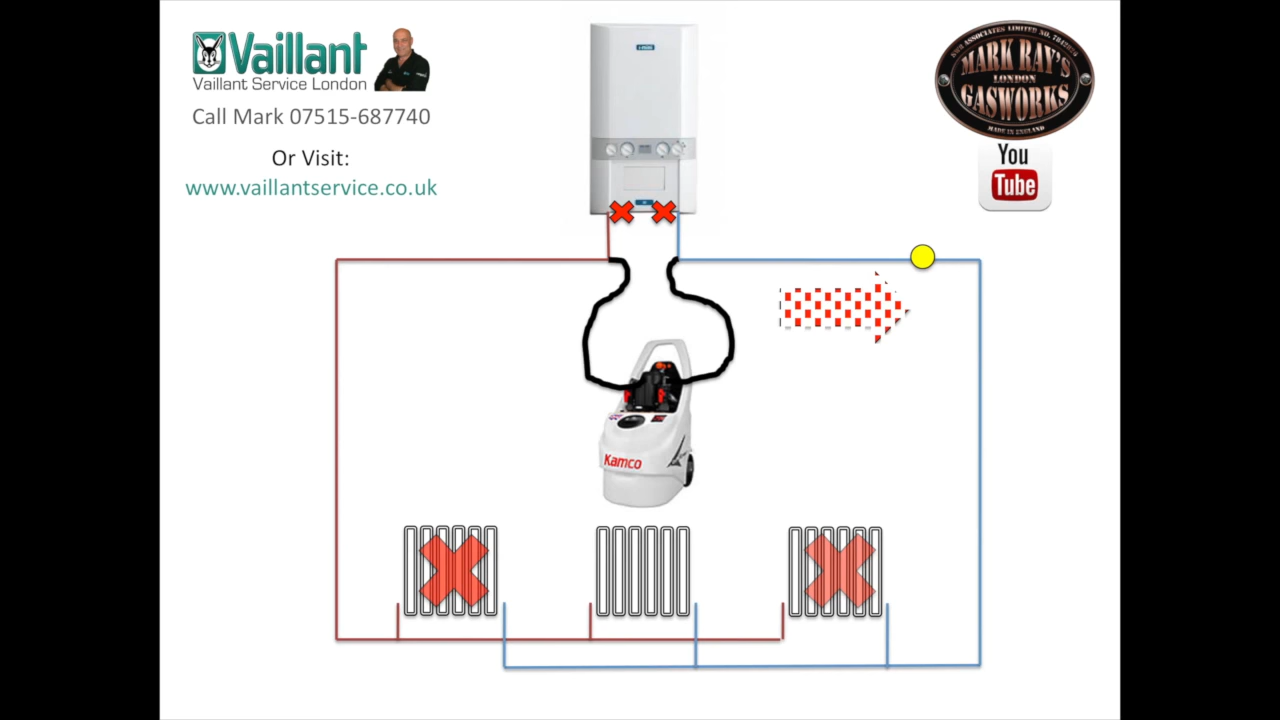 Vaillant
Vaillant Service London
Call Mark 07515-687740
Or Visit:
www.vaillantservice.co.uk
MARK RAY'S
LONDON
GASWORKS
MADE IN ENGLAND
You
Tube
Kamco